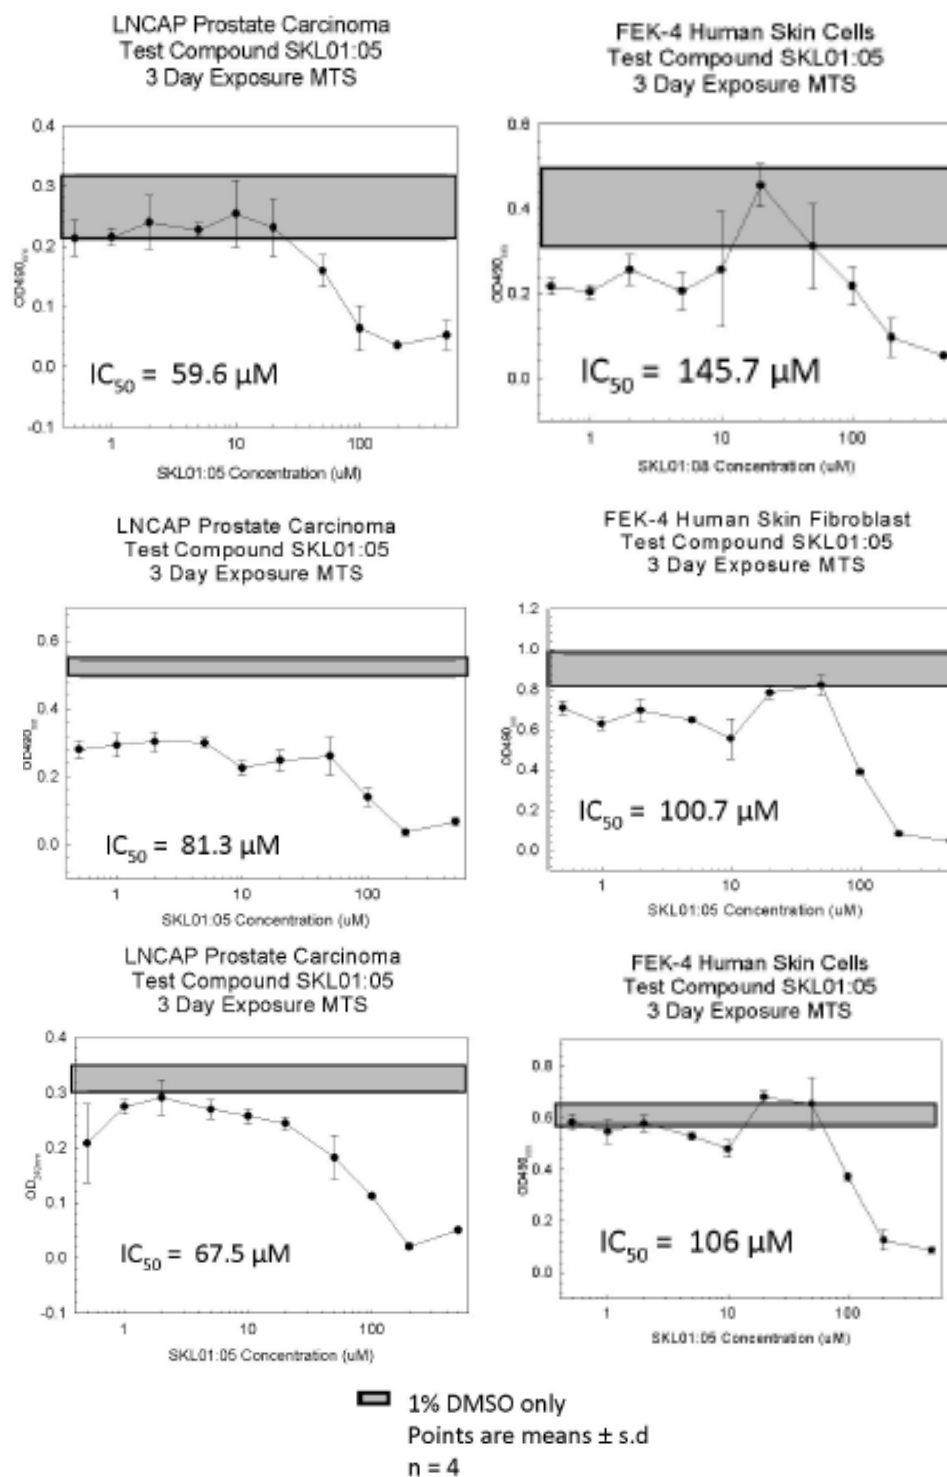 LNCAP Prostate Carcinoma
Test Compound SKL01:05
3 Day Exposure MTS
0.4
0.3
0.2
0.1
0.0
-0.1
IC50 = 59.6 µM
1 10 100
SKL01:05 Concentration (uM)
FEK-4 Human Skin Cells
Test Compound SKL01:05
3 Day Exposure MTS
0.6
0.4
0.2
0.0
IC50 = 145.7 µM
1 10 100
SKL01:08 Concentration (uM)
LNCAP Prostate Carcinoma
Test Compound SKL01:05
3 Day Exposure MTS
0.6
0.4
0.2
0.0
IC50 = 81.3 µM
1 10 100
SKL01:05 Concentration (uM)
FEK-4 Human Skin Fibroblast
Test Compound SKL01:05
3 Day Exposure MTS
1.2
1.0
0.8
0.6
0.4
0.2
0.0
IC50 = 100.7 µM
1 10 100
SKL01:05 Concentration (uM)
LNCAP Prostate Carcinoma
Test Compound SKL01:05
3 Day Exposure MTS
0.4
0.3
0.2
0.1
0.0
-0.1
IC50 = 67.5 µM
1 10 100
SKL01:05 Concentration (uM)
FEK-4 Human Skin Cells
Test Compound SKL01:05
3 Day Exposure MTS
0.8
0.6
0.4
0.2
0.0
IC50 = 106 µM
1 10 100
SKL01:05 Concentration (uM)
1% DMSO only
Points are means ± s.d
n = 4